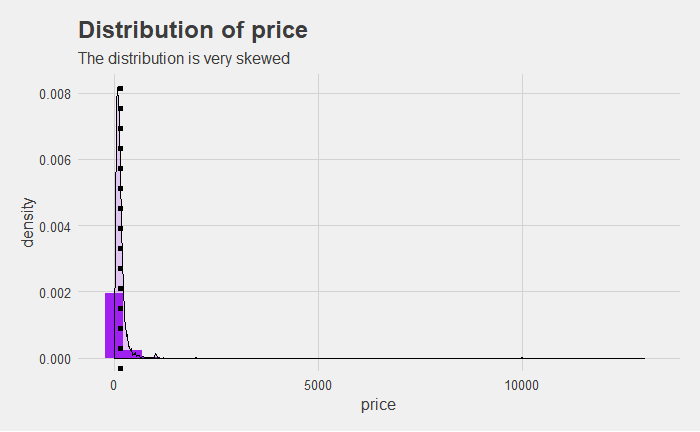 Distribution of price
The distribution is very skewed
0.008
0.006
0.004
0.002
0.000
density
0
5000
10000
price